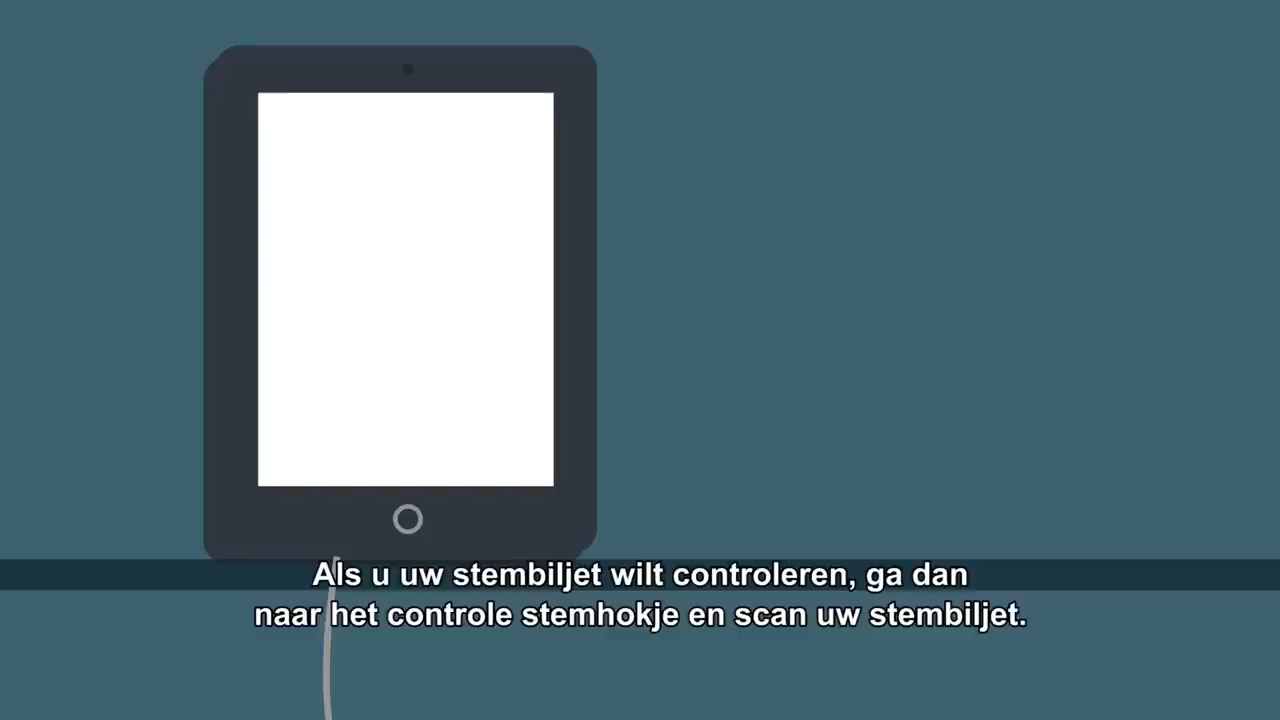 Als u uw stembiljet wilt controleren, ga dan
naar het controle stemhokje en scan uw stembiljet.